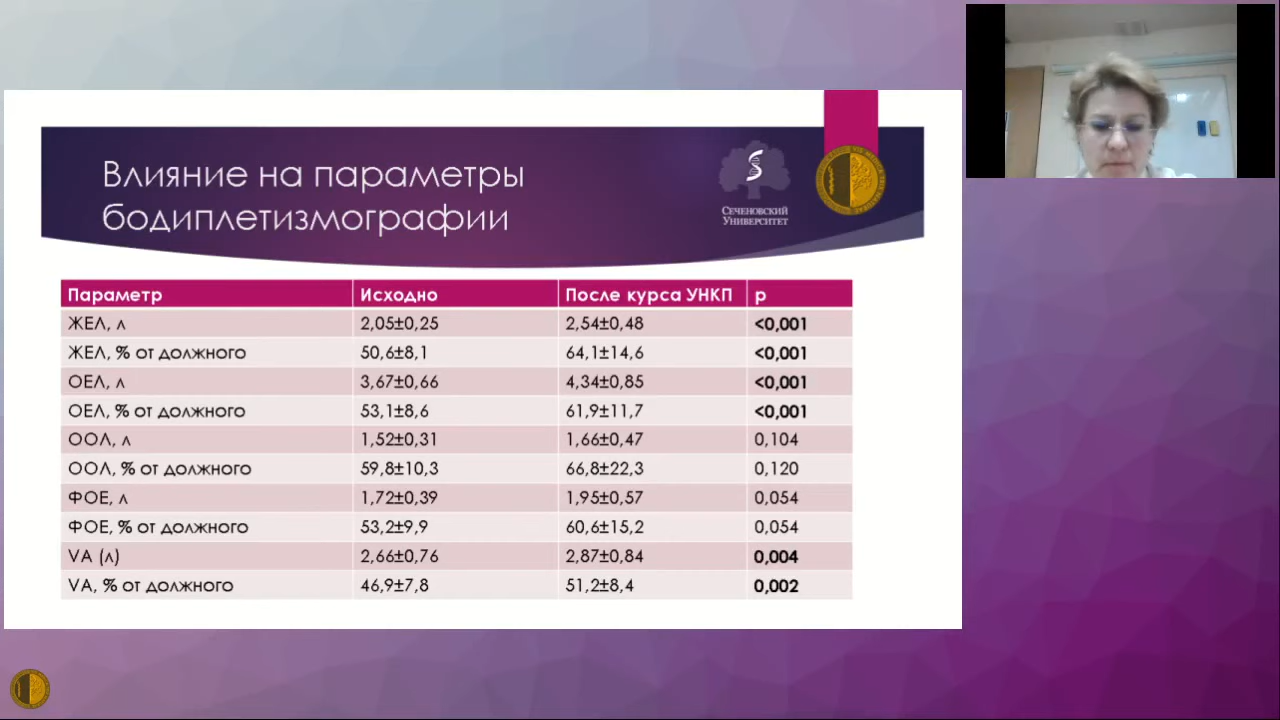 Влияние на параметры
бодиплетизмографии
Сеченовский
Университет
Параметр Исходно После курса УНКП р
ЖЕЛ, л 2,05±0,25 2,54±0,48 <0,001
ЖЕЛ, % от должного 50,6±8,1 64,1±14,6 <0,001
ОЕЛ, л 3,67±0,66 4,34±0,85 <0,001
ОЕЛ, % от должного 53,1±8,6 61,9±11,7 <0,001
ООЛ, л 1,52±0,31 1,66±0,47 0,104
ООЛ, % от должного 59,8±10,3 66,8±22,3 0,120
ФОЕ, л 1,72±0,39 1,95±0,57 0,054
ФОЕ, % от должного 53,2±9,9 60,6±15,2 0,054
VA (л) 2,66±0,76 2,87±0,84 0,004
VA, % от должного 46,9±7,8 51,2±8,4 0,002